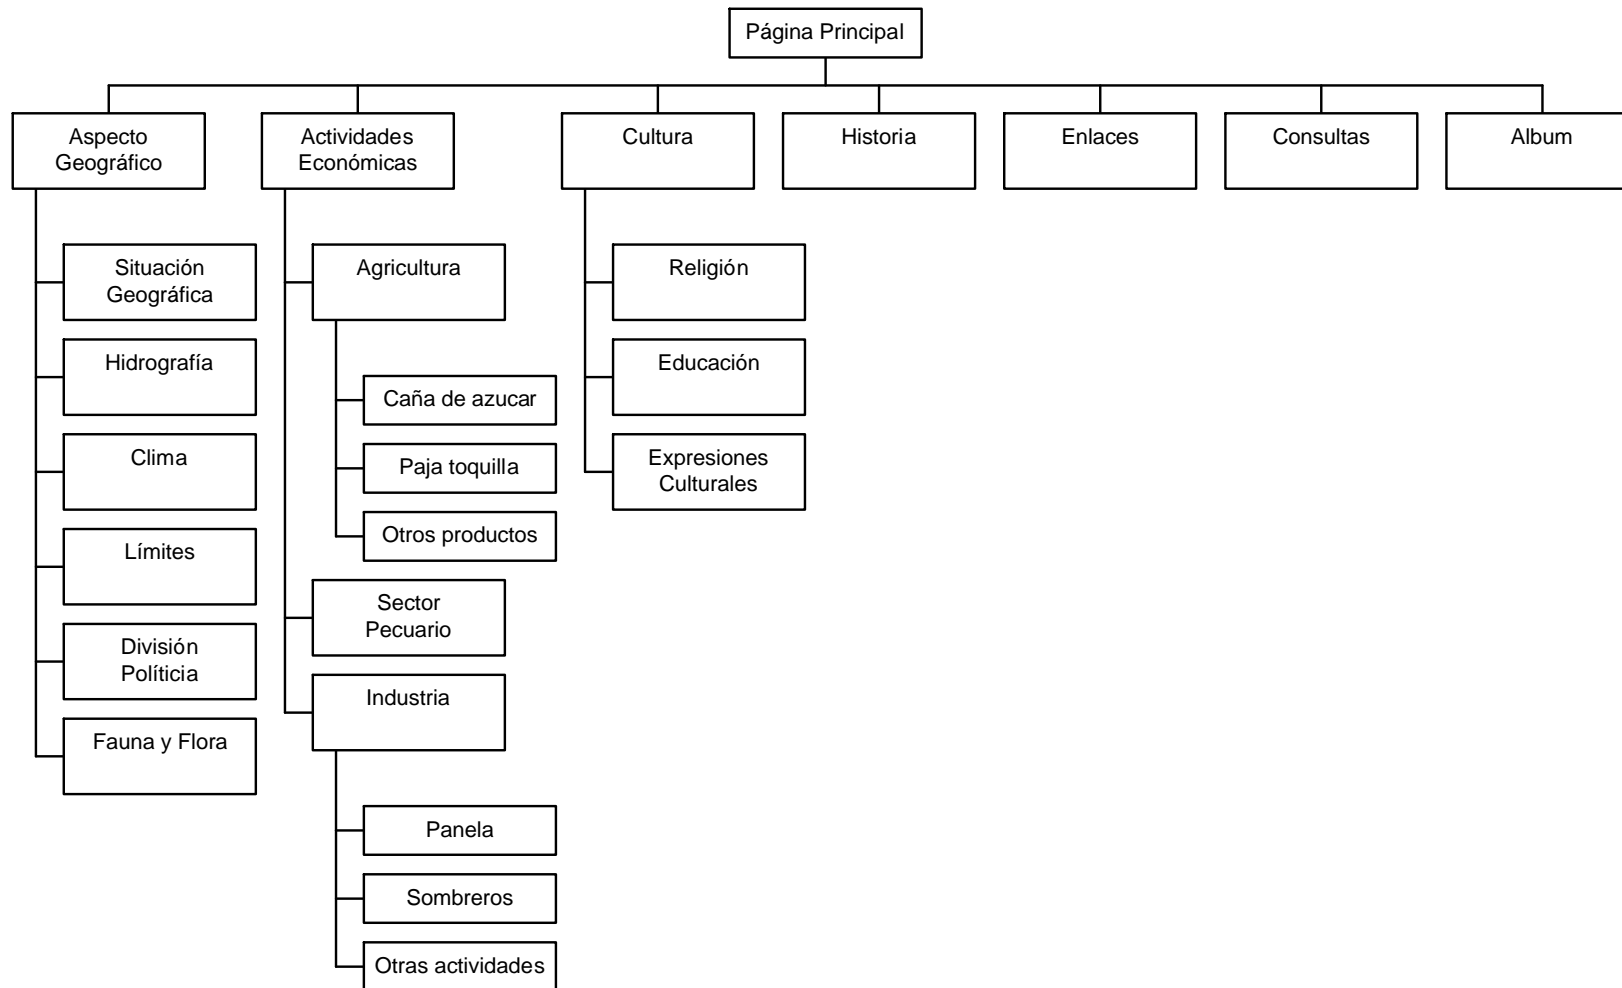 Página Principal
Aspecto
Geográfico
Actividades
Económicas
Cultura
Historia
Enlaces
Consultas
Album
Situación
Geográfica
Hidrografía
Clima
Límites
División
Políticia
Fauna y Flora
Agricultura
Caña de azucar
Paja toquilla
Otros productos
Sector
Pecuario
Industria
Panela
Sombreros
Otras actividades
Religión
Educación
Expresiones
Culturales